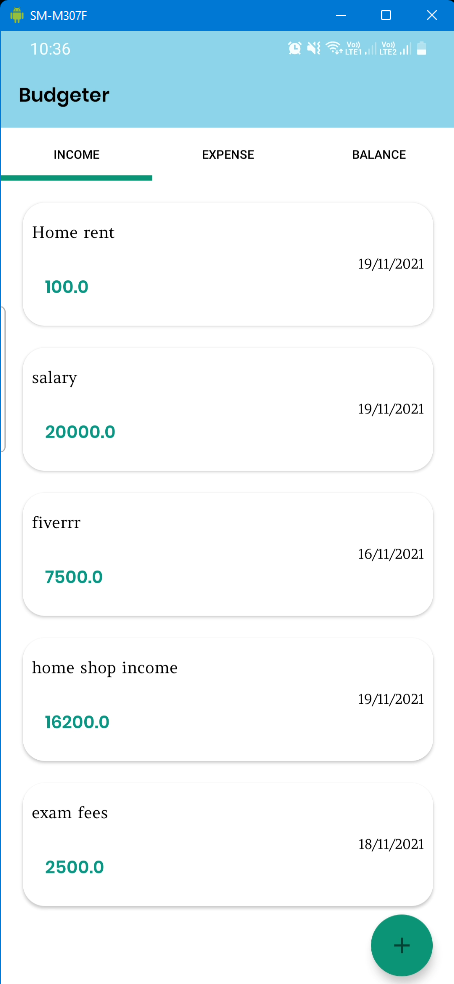 SM-M307F
10:36
Vo)) LTE1 Vo)) LTE2
Budgeter
INCOME EXPENSE BALANCE
Home rent
19/11/2021
100.0
salary
19/11/2021
20000.0
fiverrr
16/11/2021
7500.0
home shop income
19/11/2021
16200.0
exam fees
18/11/2021
2500.0
+